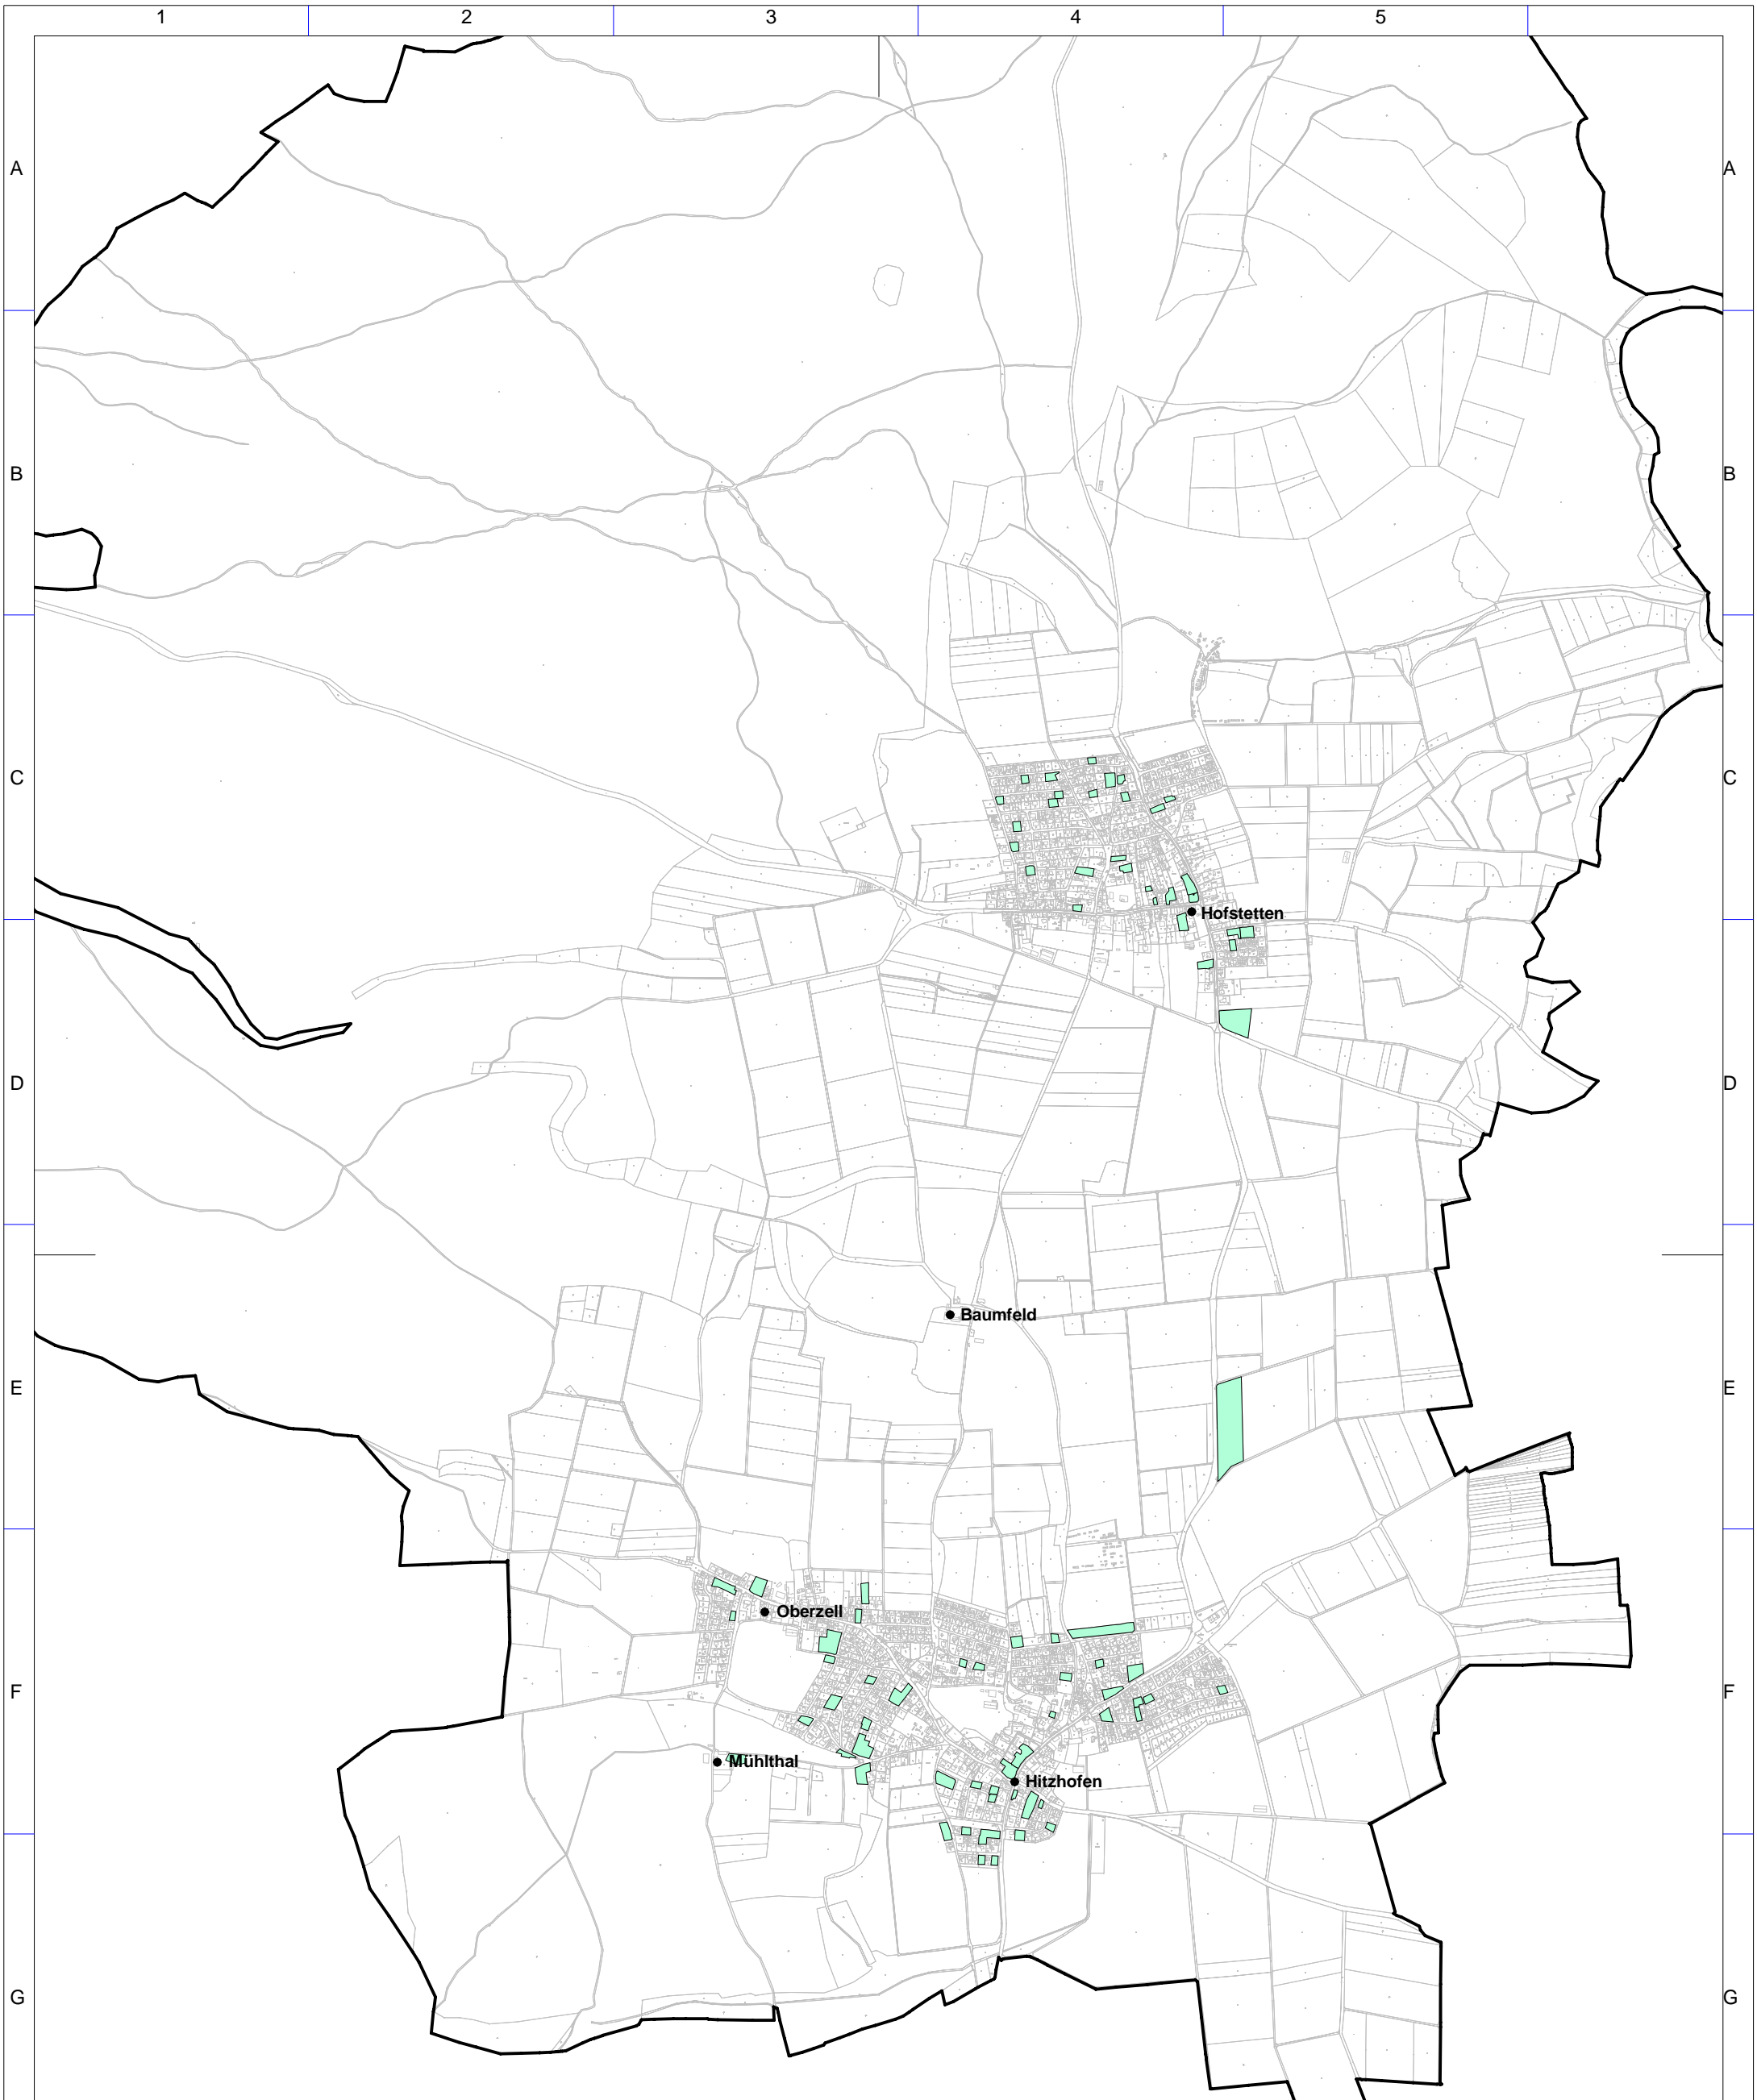 1 2 3 4 5
A A
B B
C C
Hofstetten
D D
Baumfeld
E E
Oberzell
F F
Mühlthal
Hitzhofen
G G